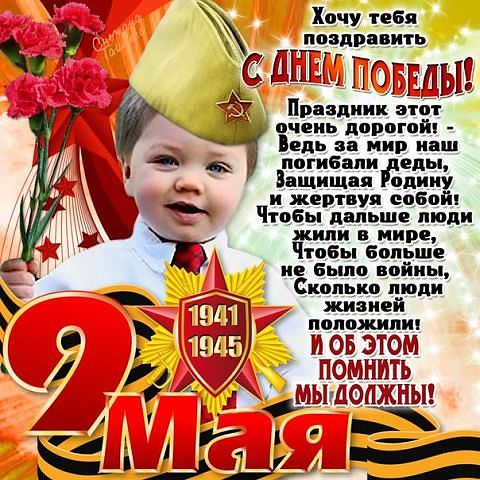 Хочу тебя
поздравить
С ДНЕМ ПОБЕДЫ!
Праздник этот
очень дорогой! -
Ведь за мир наш
погибали деды,
Защищая Родину
и жертвуя собой!
Чтобы дальше люди
жили в мире,
Чтобы больше
не было войны,
Сколько люди
жизней
положили!
И ОБ ЭТОМ
ПОМНИТЬ
МЫ ДОЛЖНЫ!
1941
1945
9
Мая